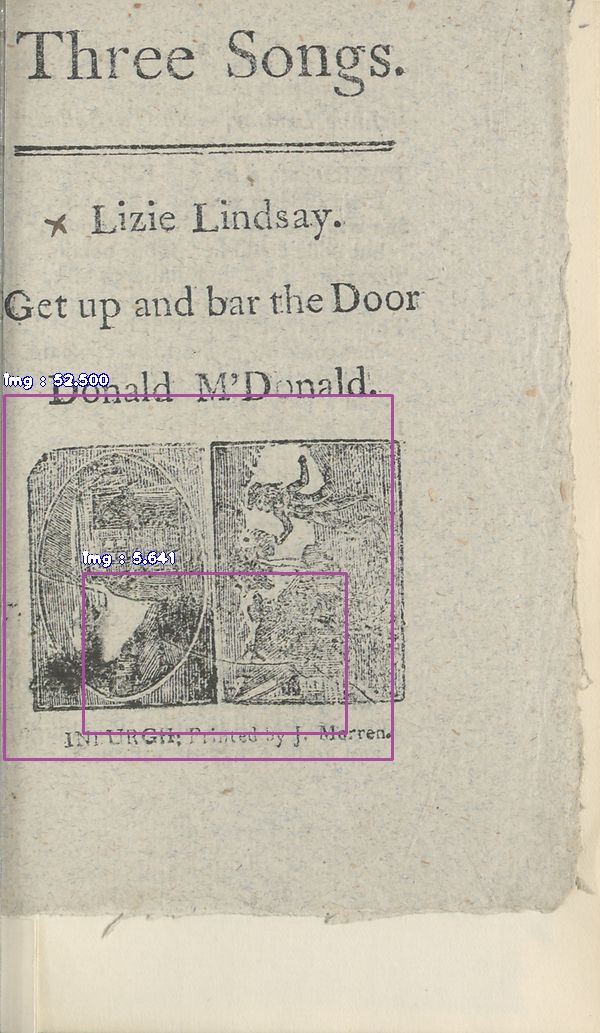 Three Songs.
Lizie Lindsay.
Get up and bar the Door
Img : 52.500
Donald M'Donald.
Img : 5.641
Printed by J. Morren.